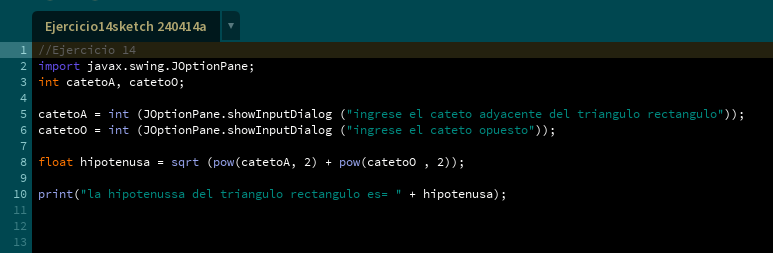 Ejercicio14sketch 240414a ▼
1 //Ejercicio 14
2 import javax.swing.JOptionPane;
3 int catetoA, catetoO;
4
5 catetoA = int (JOptionPane.showInputDialog ("ingrese el cateto adyacente del triangulo rectangulo"));
6 catetoO = int (JOptionPane.showInputDialog ("ingrese el cateto opuesto"));
7
8 float hipotenusa = sqrt (pow(catetoA, 2) + pow(catetoO , 2));
9
10 print("la hipotenussa del triangulo rectangulo es= " + hipotenusa);
11
12
13